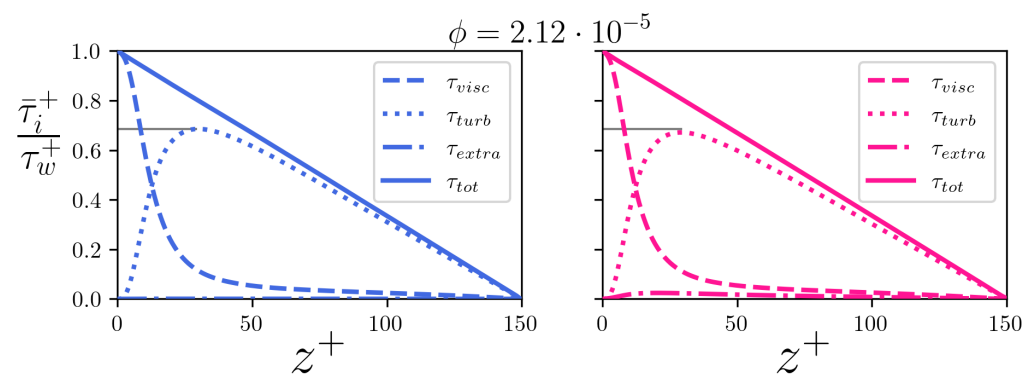 ϕ = 2.12 · 10⁻⁵
τ̄ᵢ⁺ / τ_w⁺
1.0
0.8
0.6
0.4
0.2
0.0
0 50 100 150
z⁺
τ_visc
τ_turb
τ_extra
τ_tot
0 50 100 150
z⁺
τ_visc
τ_turb
τ_extra
τ_tot